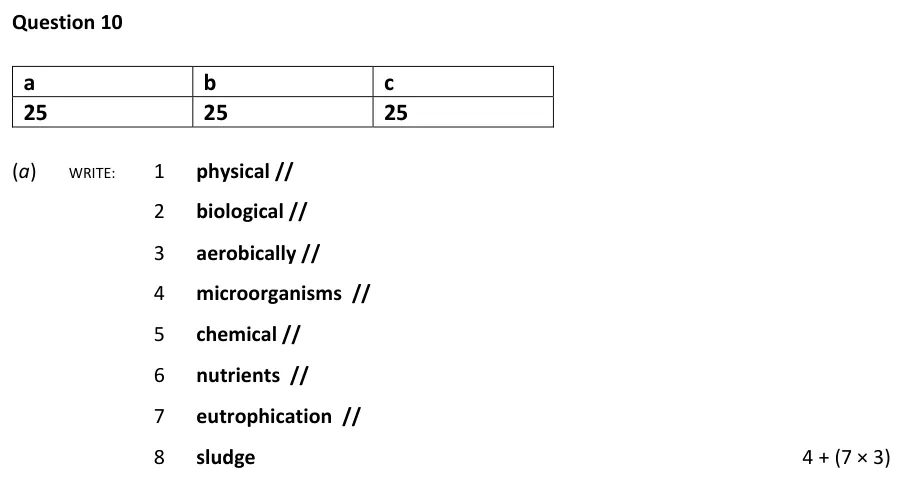 Question 10
a b c
25 25 25
(a) WRITE: 1 physical //
2 biological //
3 aerobically //
4 microorganisms //
5 chemical //
6 nutrients //
7 eutrophication //
8 sludge 4 + (7 × 3)